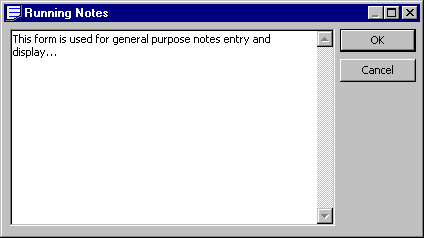 Running Notes
This form is used for general purpose notes entry and
display...
OK
Cancel